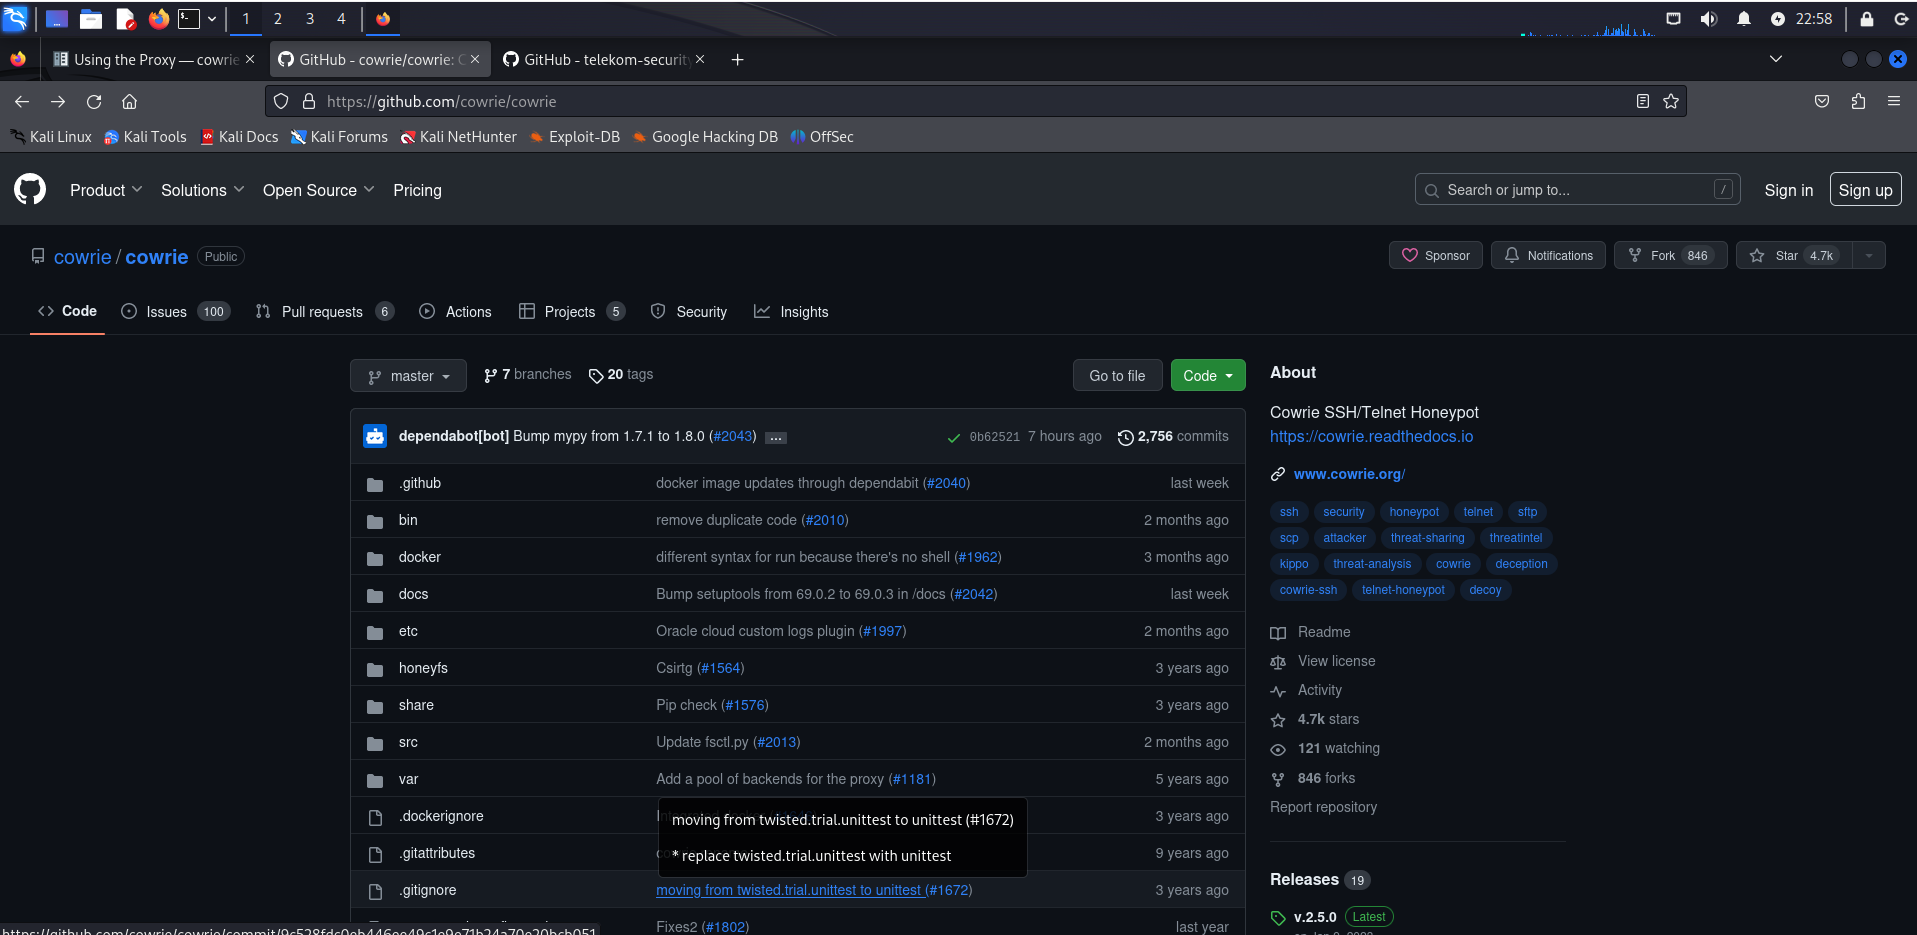 1 2 3 4 22:58
Using the Proxy — cowrie GitHub - cowrie/cowrie: C GitHub - telekom-security
https://github.com/cowrie/cowrie
Kali Linux Kali Tools Kali Docs Kali Forums Kali NetHunter Exploit-DB Google Hacking DB OffSec
Product Solutions Open Source Pricing Search or jump to... / Sign in Sign up
cowrie / cowrie Public Sponsor Notifications Fork 846 Star 4.7k
Code Issues 100 Pull requests 6 Actions Projects 5 Security Insights
master 7 branches 20 tags Go to file Code
dependabot[bot] Bump mypy from 1.7.1 to 1.8.0 (#2043) ... 0b62521 7 hours ago 2,756 commits
.github docker image updates through dependabit (#2040) last week
bin remove duplicate code (#2010) 2 months ago
docker different syntax for run because there's no shell (#1962) 3 months ago
docs Bump setuptools from 69.0.2 to 69.0.3 in /docs (#2042) last week
etc Oracle cloud custom logs plugin (#1997) 2 months ago
honeyfs Csirtg (#1564) 3 years ago
share Pip check (#1576) 3 years ago
src Update fsctl.py (#2013) 2 months ago
var Add a pool of backends for the proxy (#1181) 5 years ago
.dockerignore 3 years ago
moving from twisted.trial.unittest to unittest (#1672)
.gitattributes 9 years ago
* replace twisted.trial.unittest with unittest
.gitignore moving from twisted.trial.unittest to unittest (#1672) 3 years ago
Fixes2 (#1802) last year
About
Cowrie SSH/Telnet Honeypot
https://cowrie.readthedocs.io
www.cowrie.org/
ssh security honeypot telnet sftp
scp attacker threat-sharing threatintel
kippo threat-analysis cowrie deception
cowrie-ssh telnet-honeypot decoy
Readme
View license
Activity
4.7k stars
121 watching
846 forks
Report repository
Releases 19
v.2.5.0 Latest